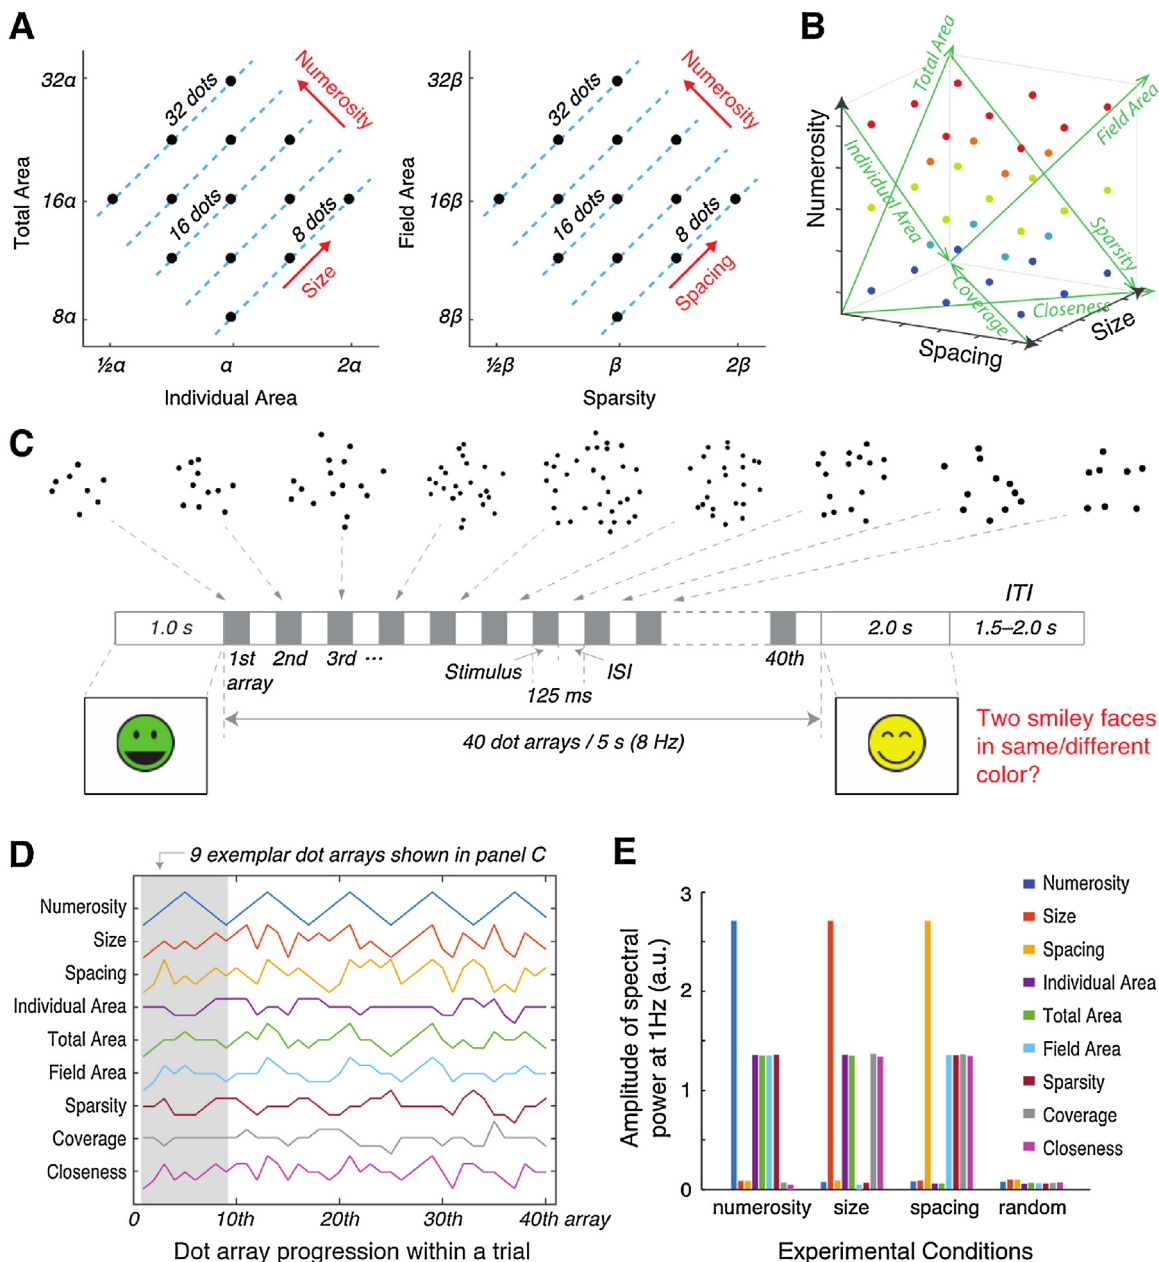 A
32α
16α
8α
Total Area
32 dots
16 dots
8 dots
Numerosity
Size
½α
α
2α
Individual Area
32β
16β
8β
Field Area
32 dots
16 dots
8 dots
Numerosity
Spacing
½β
β
2β
Sparsity
B
Numerosity
Total Area
Field Area
Individual Area
Sparsity
Coverage
Closeness
Spacing
Size
C
ITI
1.0 s
2.0 s
1.5–2.0 s
1st
array
2nd
3rd
...
Stimulus
ISI
40th
125 ms
40 dot arrays / 5 s (8 Hz)
Two smiley faces
in same/different
color?
D
9 exemplar dot arrays shown in panel C
Numerosity
Size
Spacing
Individual Area
Total Area
Field Area
Sparsity
Coverage
Closeness
0
10th
20th
30th
40th array
Dot array progression within a trial
E
Amplitude of spectral
power at 1Hz (a.u.)
3
2
1
0
Numerosity
Size
Spacing
Individual Area
Total Area
Field Area
Sparsity
Coverage
Closeness
numerosity
size
spacing
random
Experimental Conditions